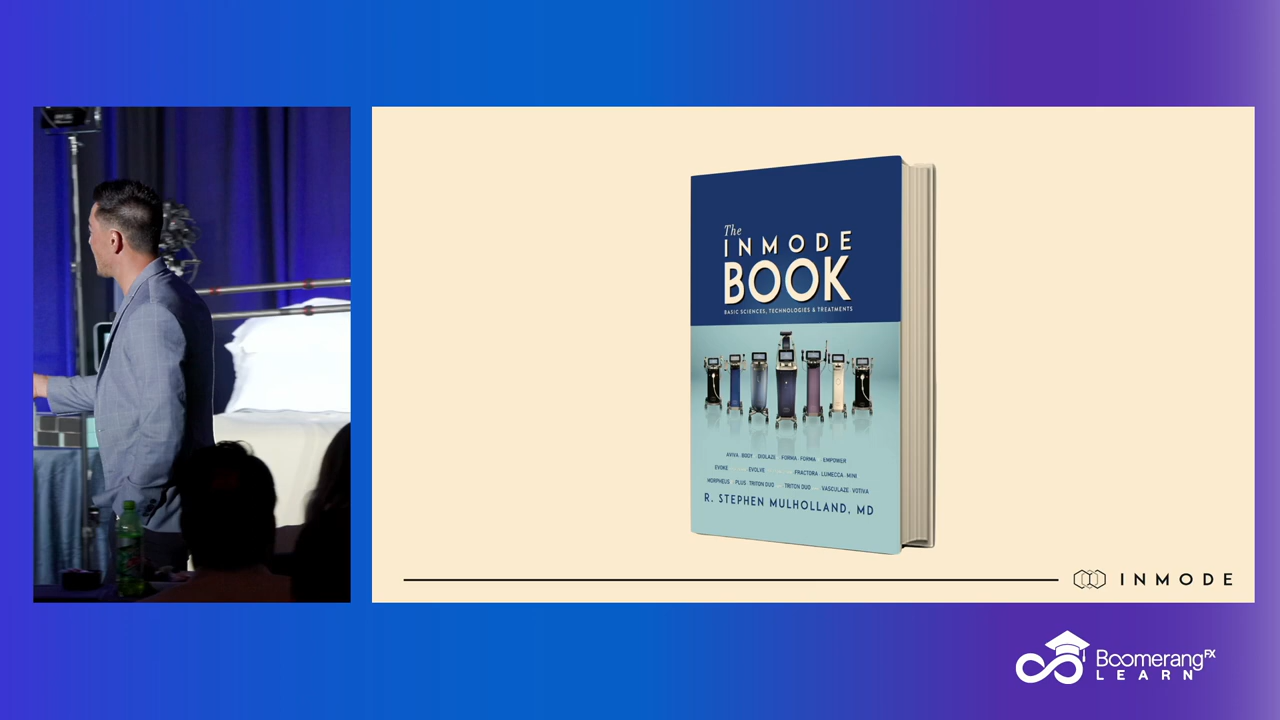 The
INMODE
BOOK
BASIC SCIENCES, TECHNOLOGIES & TREATMENTS
AVIVA BODY DIOLAZE FORMA FORMA EMPOWER
EVOKE EVOLVE FRACTORA LUMECCA MINI
MORPHEUS PLUS TRITON DUO TRITON DUO VASCULAZE VOTIVA
R. STEPHEN MULHOLLAND, MD
INMODE
BoomerangFX
LEARN